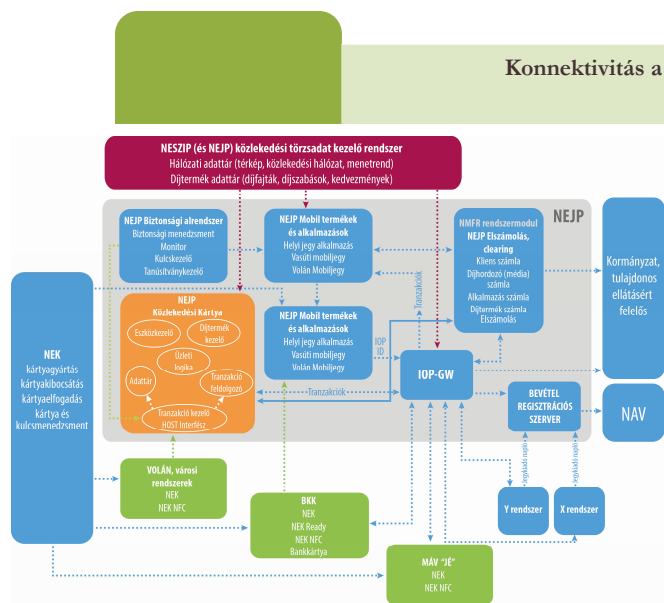 Konnektivitás a
NESZIP (és NEJP) közlekedési törzsadat kezelő rendszer
Hálózati adattár (térkép, közlekedési hálózat, menetrend)
Díjtermék adattár (díjfajták, díjszabások, kedvezmények)
NEJP
NEJP Biztonsági alrendszer
Biztonsági menedzsment
Monitor
Kulcskezelő
Tanúsítványkezelő
NEJP Mobil termékek
és alkalmazások
Helyi jegy alkalmazás
Vasúti mobiljegy
Volán Mobiljegy
NMFR rendszermodul
NEJP Elszámolás,
clearing
Kliens számla
Díjhordozó (média)
számla
Alkalmazás számla
Díjtermék számla
Elszámolás
Kormányzat,
tulajdonos
ellátásért
felelős
NEK
kártyagyártás
kártyakibocsátás
kártyaelfogadás
kártya és
kulcsmenedzsment
NEJP
Közlekedési Kártya
Eszközkezelő
Díjtermék
kezelő
Üzleti
logika
Adattár
Tranzakció
feldolgozó
Tranzakció kezelő
HOST Interfész
NEJP Mobil termékek
és alkalmazások
Helyi jegy alkalmazás
Vasúti mobiljegy
Volán Mobiljegy
IOP
ID
Tranzakciók
Tranzakciók
IOP-GW
BEVÉTEL
REGISZTRÁCIÓS
SZERVER
NAV
Jegykiadó napló
Jegykiadó napló
Y rendszer
X rendszer
VOLÁN, városi
rendszerek
NEK
NEK NFC
BKK
NEK
NEK Ready
NEK NFC
Bankkártya
MÁV "JÉ"
NEK
NEK NFC